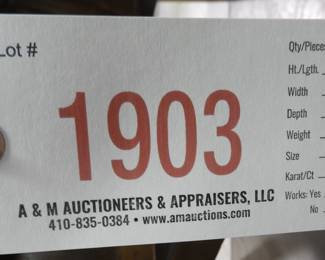 Lot #
1903
A & M AUCTIONEERS & APPRAISERS, LLC
410-835-0384 • www.amauctions.com
Qty/Pieces
Ht./Lgth.
Width
Depth
Weight
Size
Karat/Ct
Works: Yes
No